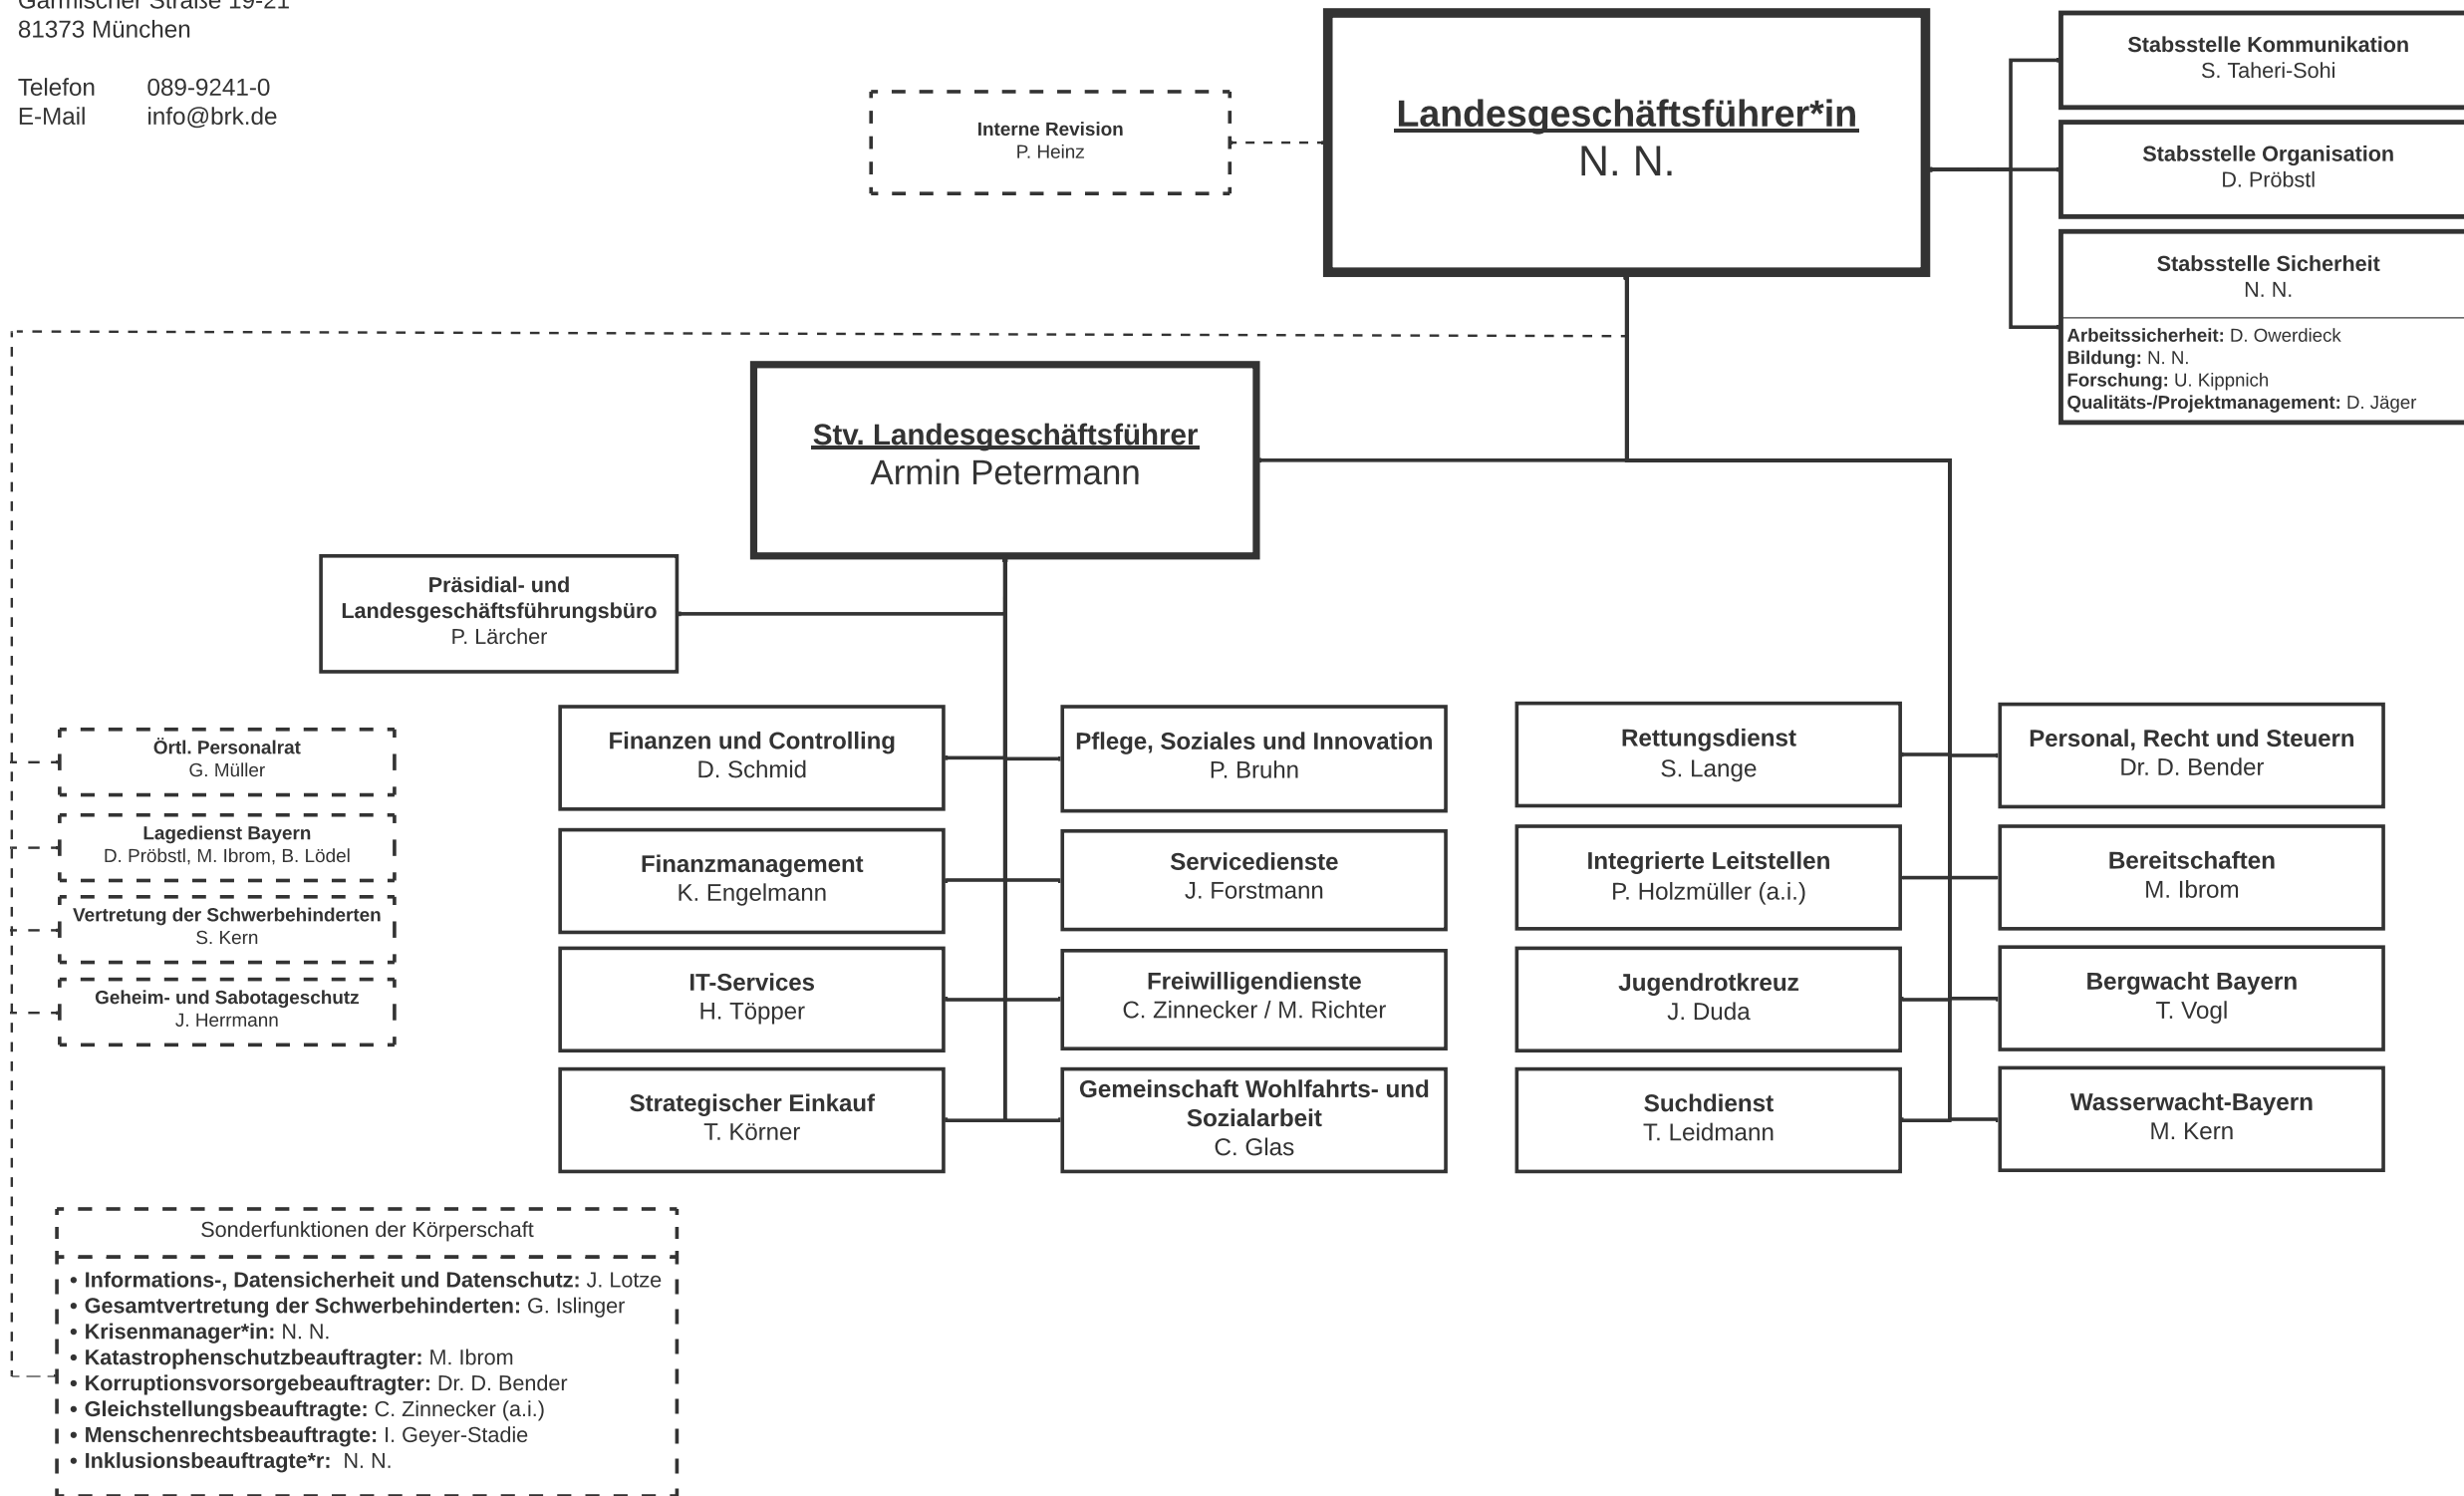 Garmischer Straße 19-21
81373 München
Telefon 089-9241-0
E-Mail info@brk.de
Interne Revision
P. Heinz
Landesgeschäftsführer*in
N. N.
Stabsstelle Kommunikation
S. Taheri-Sohi
Stabsstelle Organisation
D. Pröbstl
Stabsstelle Sicherheit
N. N.
Arbeitssicherheit: D. Owerdieck
Bildung: N. N.
Forschung: U. Kippnich
Qualitäts-/Projektmanagement: D. Jäger
Stv. Landesgeschäftsführer
Armin Petermann
Präsidial- und
Landesgeschäftsführungsbüro
P. Lärcher
Örtl. Personalrat
G. Müller
Lagedienst Bayern
D. Pröbstl, M. Ibrom, B. Lödel
Vertretung der Schwerbehinderten
S. Kern
Geheim- und Sabotageschutz
J. Herrmann
Finanzen und Controlling
D. Schmid
Finanzmanagement
K. Engelmann
IT-Services
H. Töpper
Strategischer Einkauf
T. Körner
Pflege, Soziales und Innovation
P. Bruhn
Servicedienste
J. Forstmann
Freiwilligendienste
C. Zinnecker / M. Richter
Gemeinschaft Wohlfahrts- und
Sozialarbeit
C. Glas
Rettungsdienst
S. Lange
Integrierte Leitstellen
P. Holzmüller (a.i.)
Jugendrotkreuz
J. Duda
Suchdienst
T. Leidmann
Personal, Recht und Steuern
Dr. D. Bender
Bereitschaften
M. Ibrom
Bergwacht Bayern
T. Vogl
Wasserwacht-Bayern
M. Kern
Sonderfunktionen der Körperschaft
• Informations-, Datensicherheit und Datenschutz: J. Lotze
• Gesamtvertretung der Schwerbehinderten: G. Islinger
• Krisenmanager*in: N. N.
• Katastrophenschutzbeauftragter: M. Ibrom
• Korruptionsvorsorgebeauftragter: Dr. D. Bender
• Gleichstellungsbeauftragte: C. Zinnecker (a.i.)
• Menschenrechtsbeauftragte: I. Geyer-Stadie
• Inklusionsbeauftragte*r: N. N.